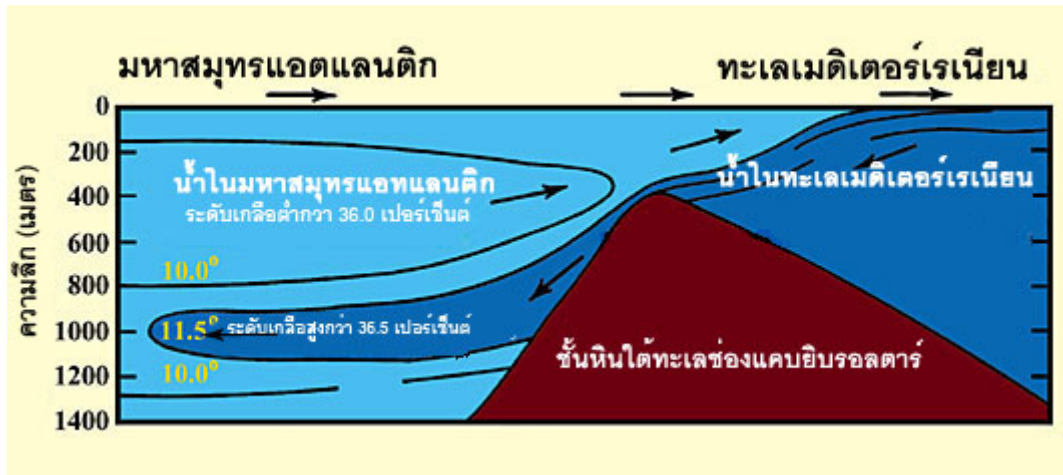 มหาสมุทรแอตแลนติก
ทะเลเมดิเตอร์เรเนียน
ความลึก (เมตร)
0
200
400
600
800
1000
1200
1400
น้ำในมหาสมุทรแอทแลนติก
ระดับเกลือต่ำกว่า 36.0 เปอร์เซ็นต์
น้ำในทะเลเมดิเตอร์เรเนียน
10.0°
11.5° ระดับเกลือสูงกว่า 36.5 เปอร์เซ็นต์
10.0°
ชั้นหินใต้ทะเลช่องแคบยิบรอลตาร์